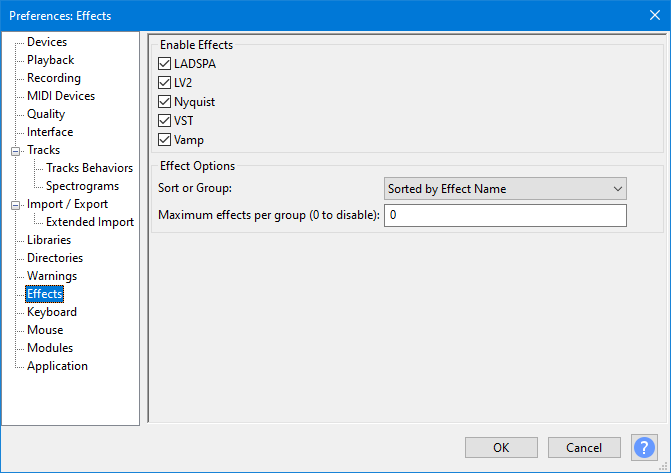 Preferences: Effects
Devices
Playback
Recording
MIDI Devices
Quality
Interface
Tracks
Tracks Behaviors
Spectrograms
Import / Export
Extended Import
Libraries
Directories
Warnings
Effects
Keyboard
Mouse
Modules
Application
Enable Effects
LADSPA
LV2
Nyquist
VST
Vamp
Effect Options
Sort or Group: Sorted by Effect Name
Maximum effects per group (0 to disable): 0
OK Cancel ?